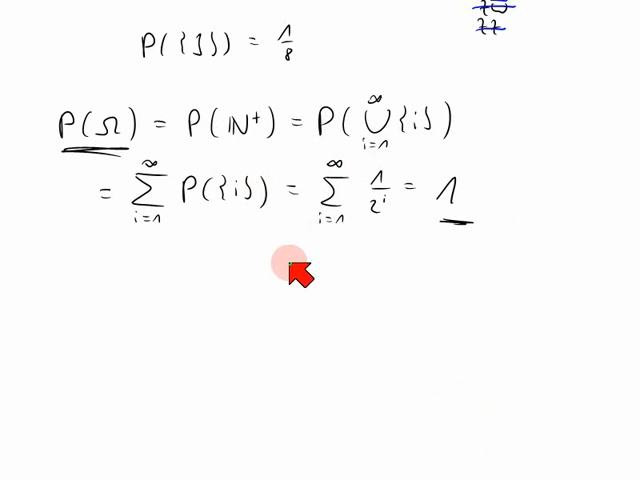 P({3}) = 1/8
P(Ω) = P(ℕ⁺) = P(⋃_{i=1}^{∞} {i})
= ∑_{i=1}^{∞} P({i}) = ∑_{i=1}^{∞} 1/2^i = 1